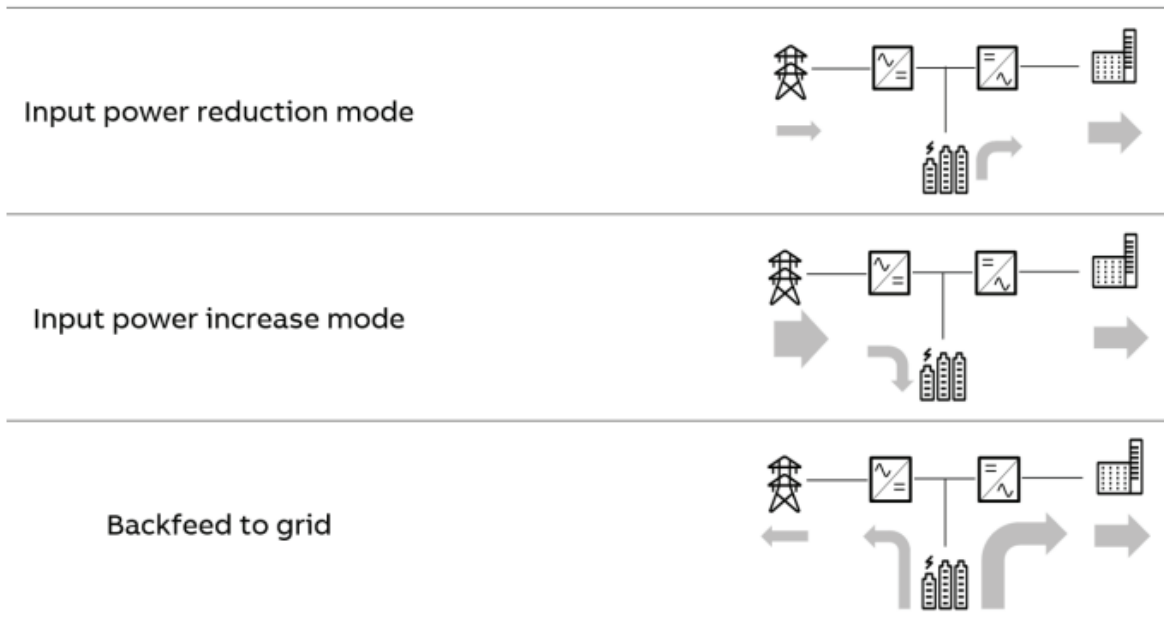 Input power reduction mode
Input power increase mode
Backfeed to grid